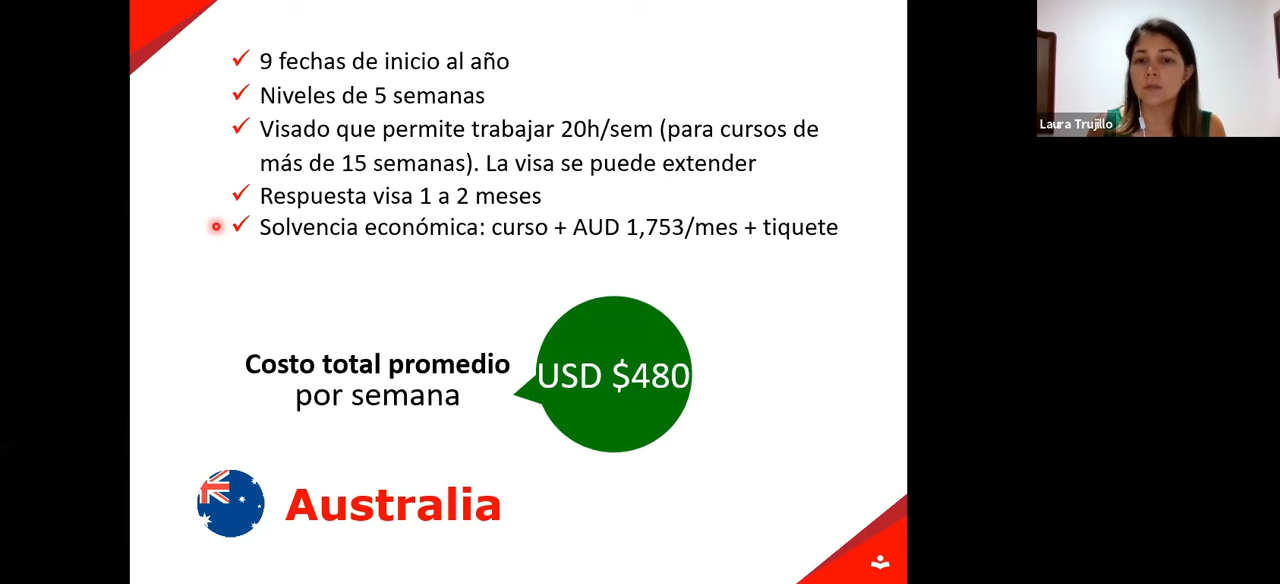 9 fechas de inicio al año
Niveles de 5 semanas
Visado que permite trabajar 20h/sem (para cursos de
más de 15 semanas). La visa se puede extender
Respuesta visa 1 a 2 meses
Solvencia económica: curso + AUD 1,753/mes + tiquete
Costo total promedio
por semana
USD $480
Australia
Laura Trujillo